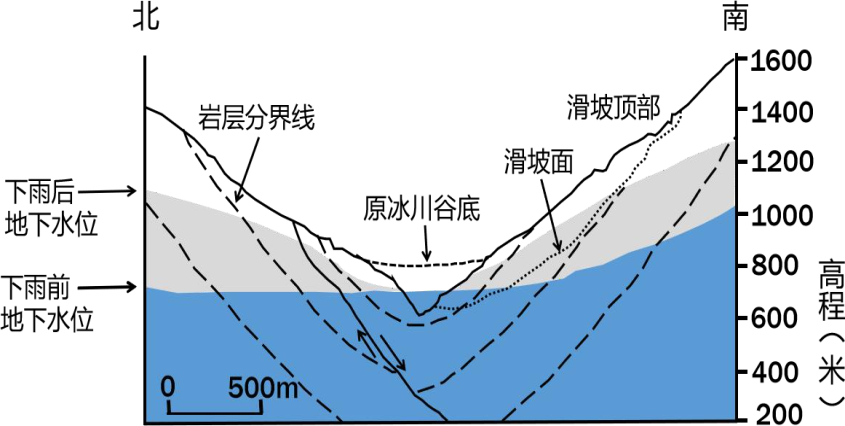 北
南
1600
1400
1200
1000
800
600
400
200
高程（米）
岩层分界线
滑坡顶部
滑坡面
原冰川谷底
下雨后
地下水位
下雨前
地下水位
0
500m